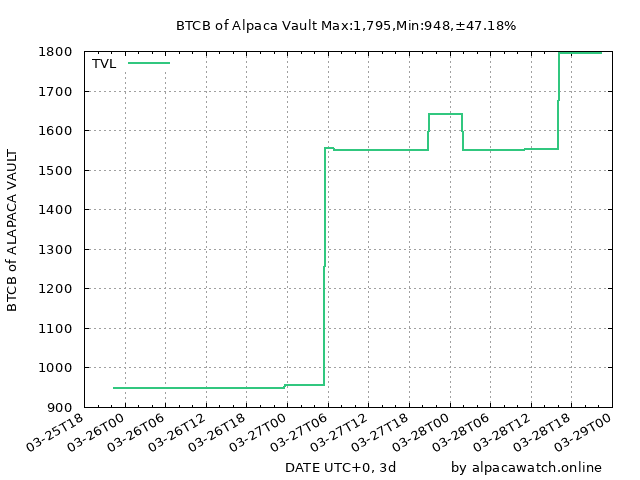 BTCB of Alpaca Vault Max:1,795,Min:948,±47.18%
TVL
1800
1700
1600
1500
1400
1300
1200
1100
1000
900
BTCB of ALAPACA VAULT
03-25T18
03-26T00
03-26T06
03-26T12
03-26T18
03-27T00
03-27T06
03-27T12
03-27T18
03-28T00
03-28T06
03-28T12
03-28T18
03-29T00
DATE UTC+0, 3d
by alpacawatch.online